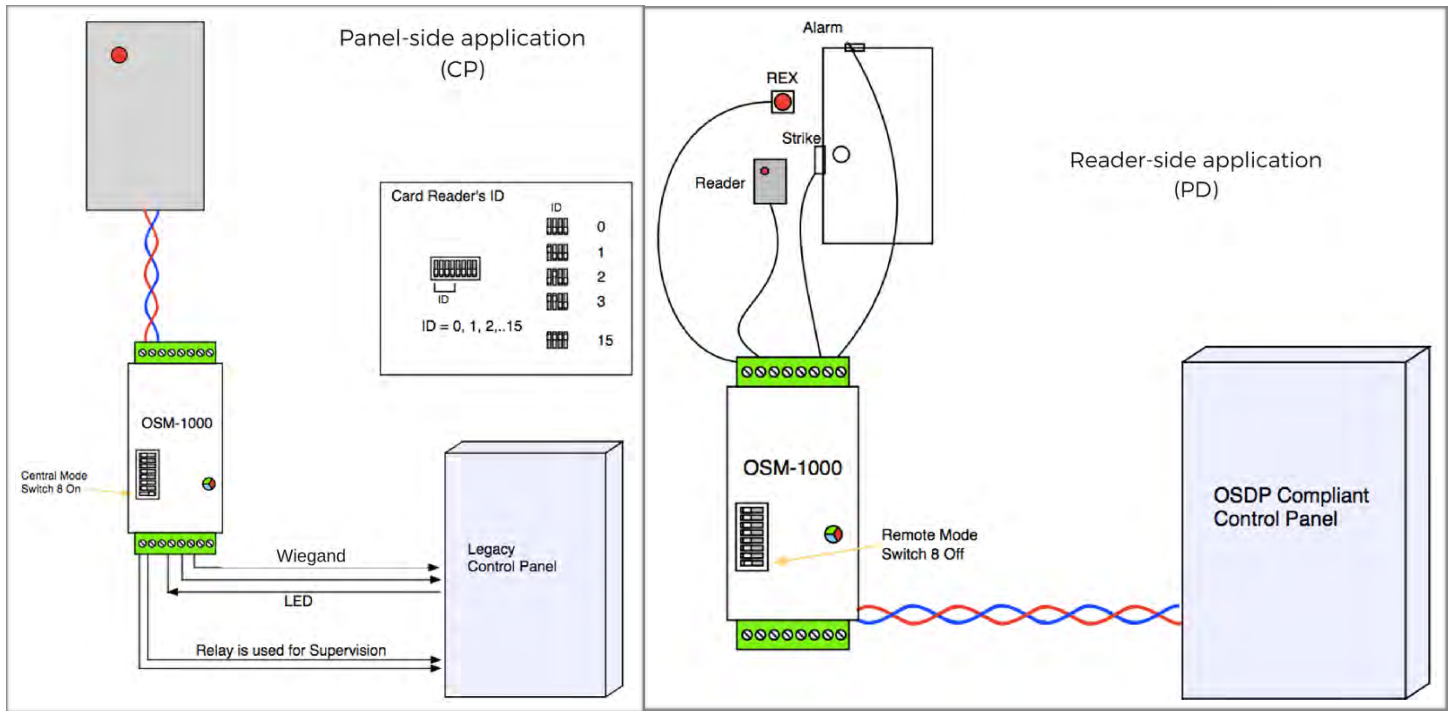 Panel-side application
(CP)
Card Reader's ID
ID
0
1
2
3
15
ID
ID = 0, 1, 2,..15
OSM-1000
Central Mode
Switch 8 On
Wiegand
LED
Relay is used for Supervision
Legacy
Control Panel
Alarm
REX
Strike
Reader
Reader-side application
(PD)
OSM-1000
Remote Mode
Switch 8 Off
OSDP Compliant
Control Panel